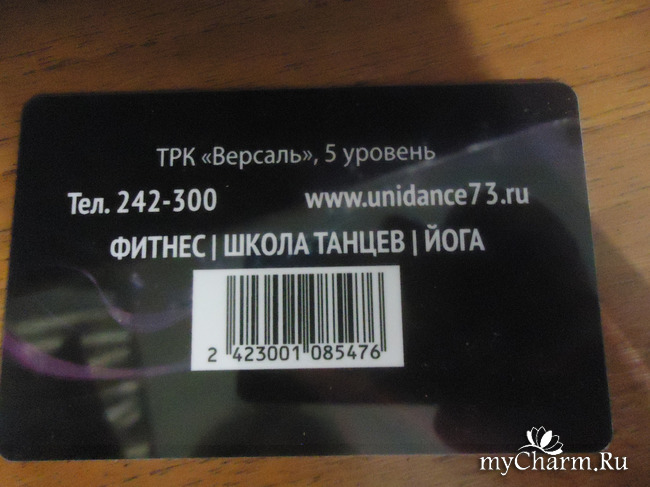 ТРК «Версаль», 5 уровень
Тел. 242-300 www.unidance73.ru
ФИТНЕС | ШКОЛА ТАНЦЕВ | ЙОГА
2 423001 085476
myCharm.Ru